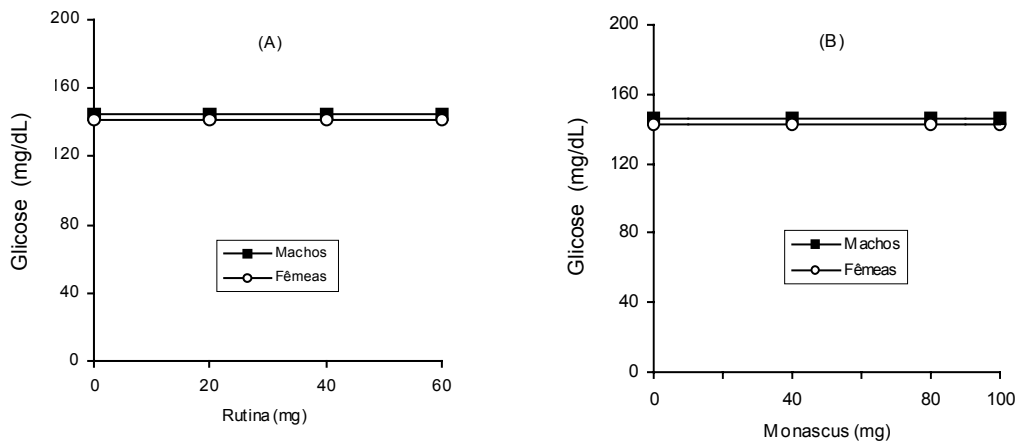 (A)
200
160
120
80
40
0
Glicose (mg/dL)
Machos
Fêmeas
0 20 40 60
Rutina (mg)
(B)
200
160
120
80
40
0
Glicose (mg/dL)
Machos
Fêmeas
0 40 80 100
Monascus (mg)